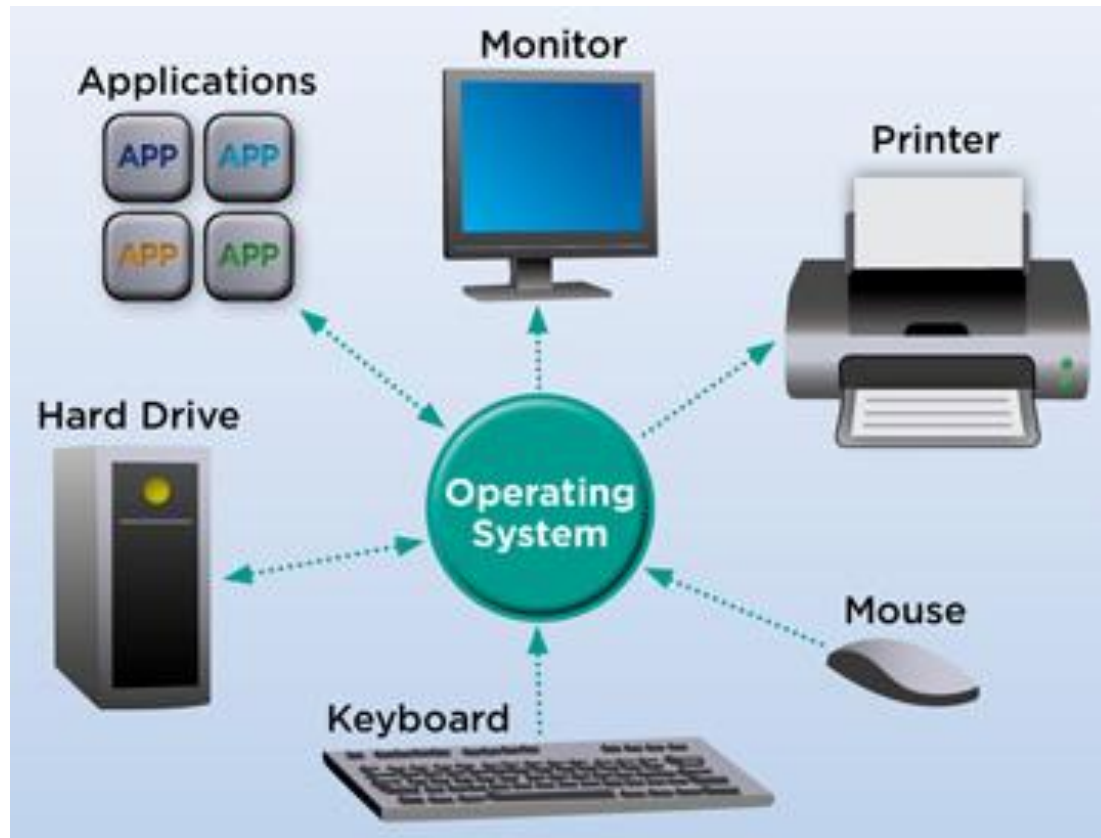 Monitor
Applications
APP APP
APP APP
Printer
Hard Drive
Operating
System
Mouse
Keyboard